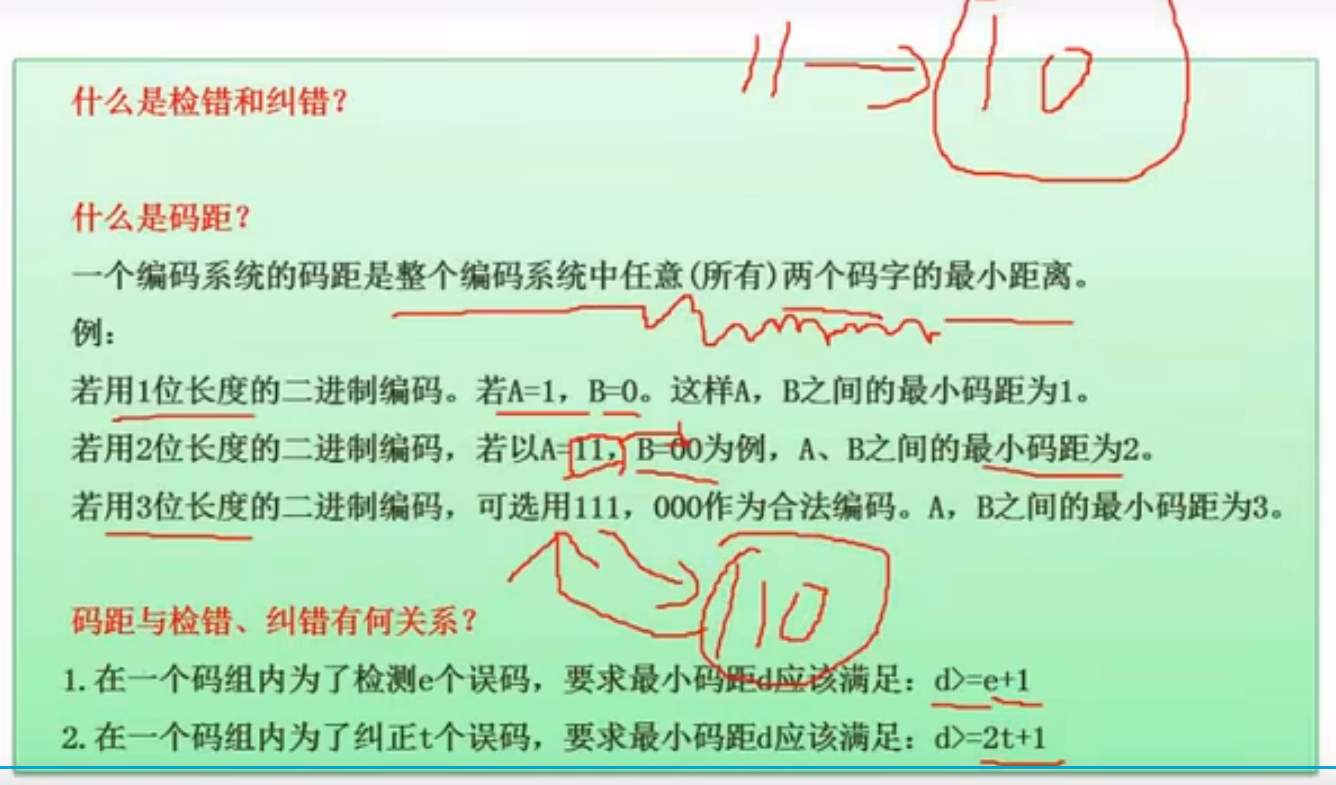 11 → 10
什么是检错和纠错？
什么是码距？
一个编码系统的码距是整个编码系统中任意(所有)两个码字的最小距离。
例：
若用1位长度的二进制编码。若A=1，B=0。这样A，B之间的最小码距为1。
若用2位长度的二进制编码，若以A=11，B=00为例，A、B之间的最小码距为2。
若用3位长度的二进制编码，可选用111，000作为合法编码。A，B之间的最小码距为3。
110
码距与检错、纠错有何关系？
1.在一个码组内为了检测e个误码，要求最小码距d应该满足：d>=e+1
2.在一个码组内为了纠正t个误码，要求最小码距d应该满足：d>=2t+1